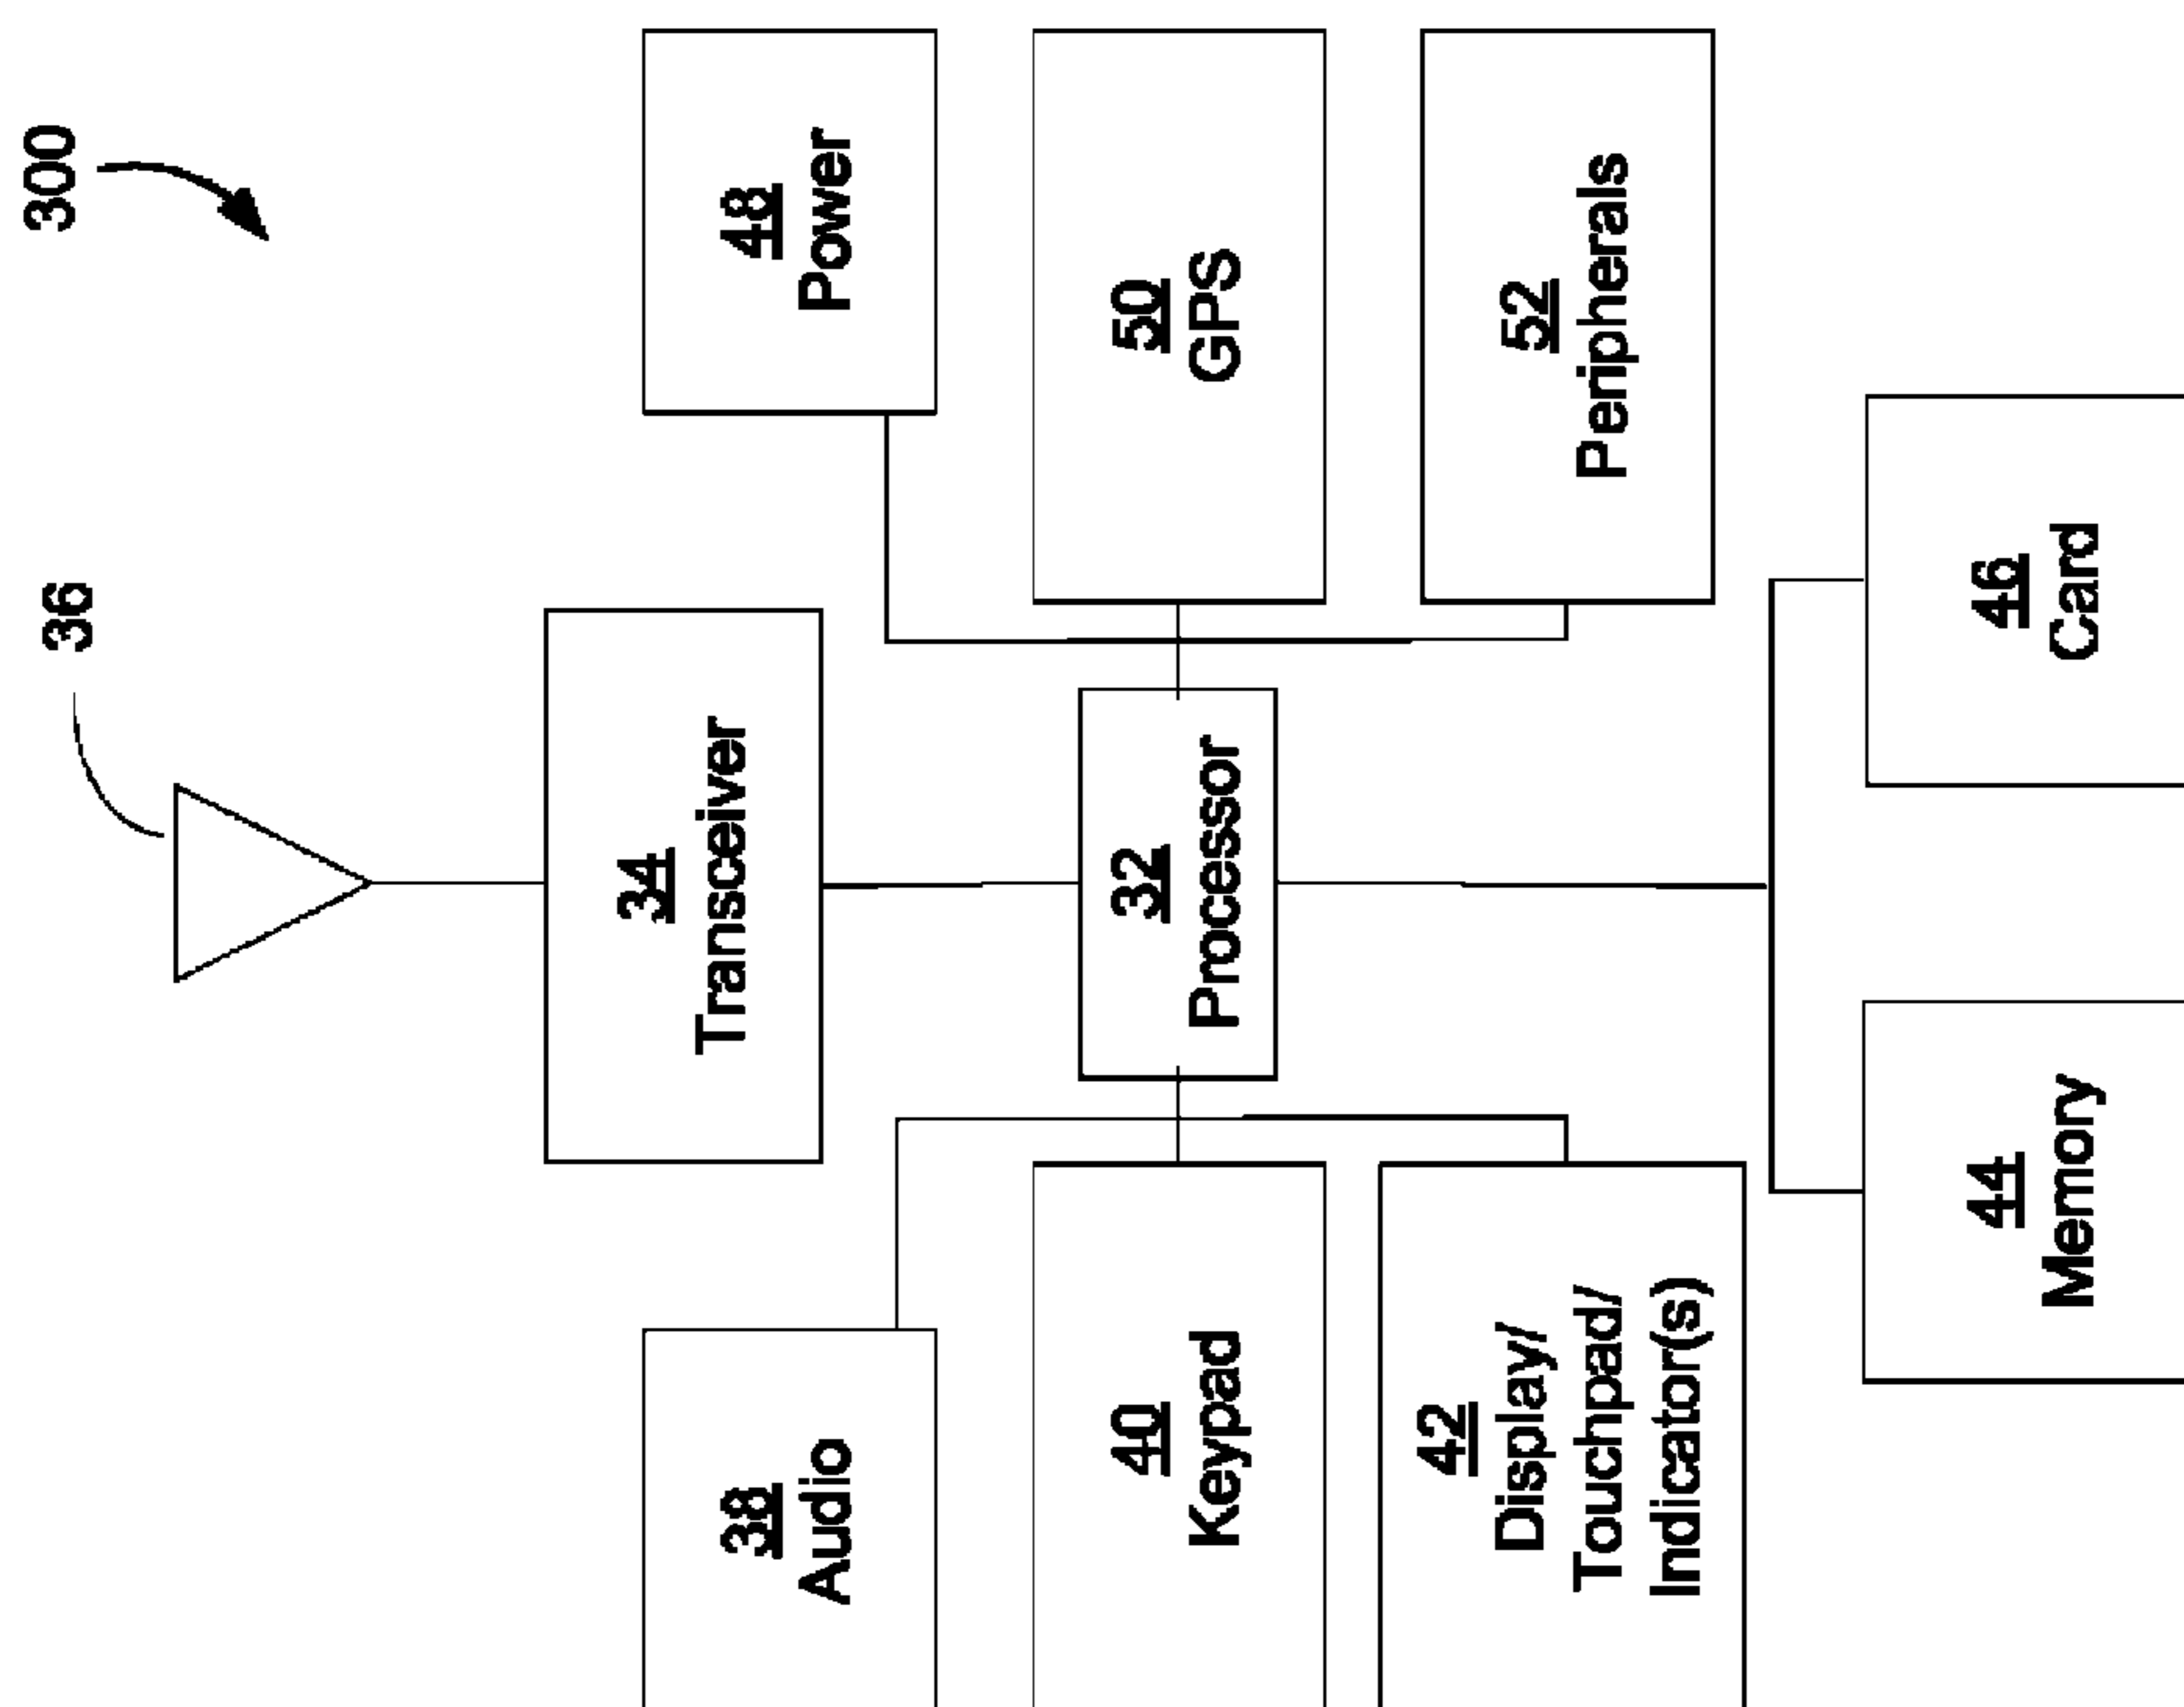 300
36
34
Transceiver
38
Audio
48
Power
40
Keypad
32
Processor
50
GPS
42
Display/
Touchpad/
Indicator(s)
52
Peripherals
44
Memory
46
Card